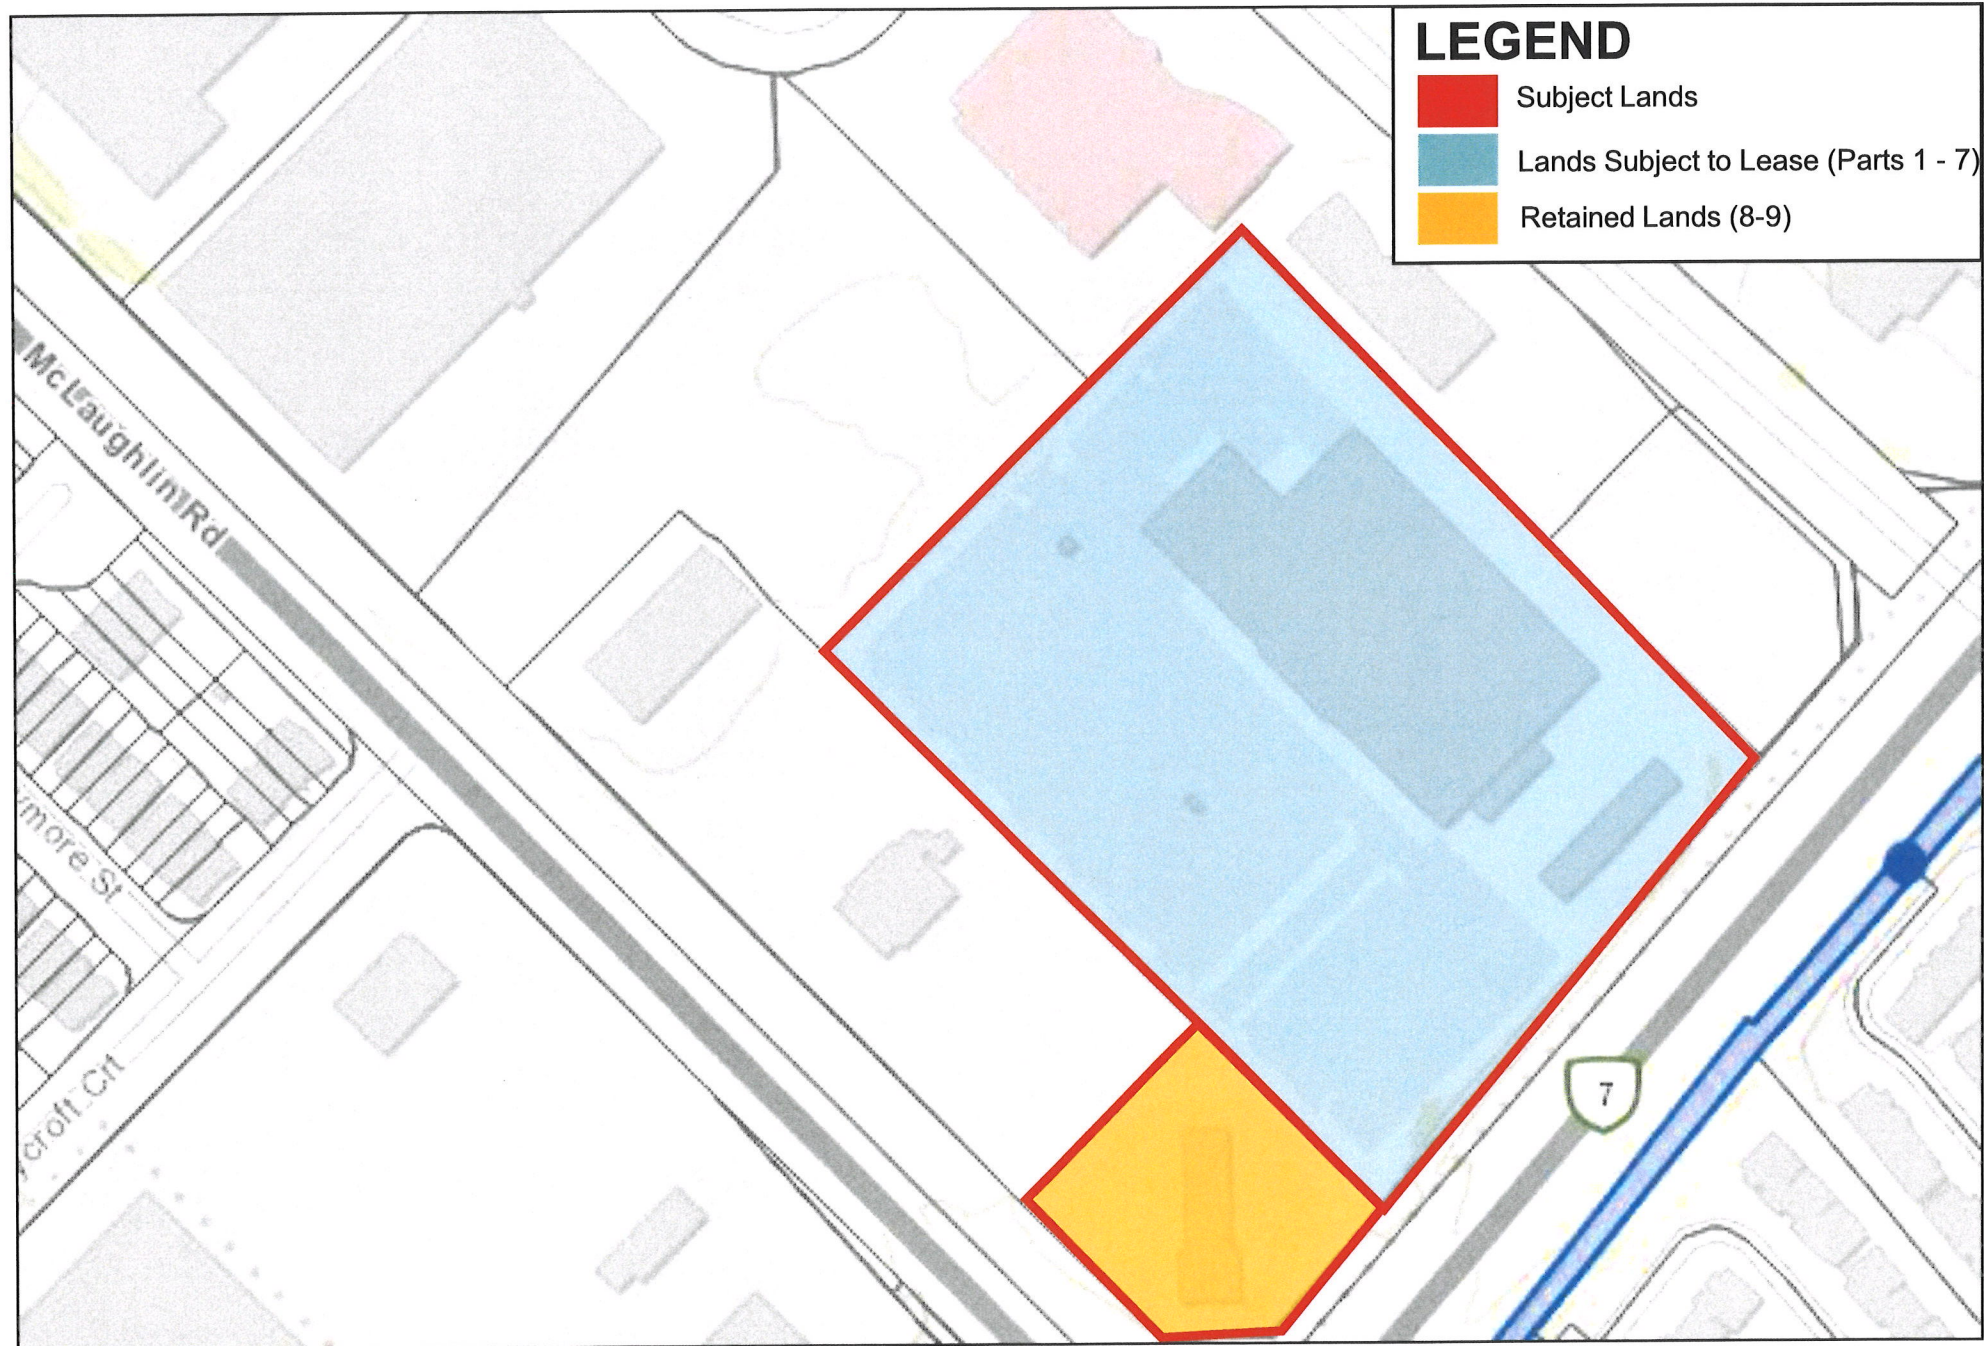 LEGEND
Subject Lands
Lands Subject to Lease (Parts 1 - 7)
Retained Lands (8-9)
McLaughlin Rd
more St
croft Crt
7